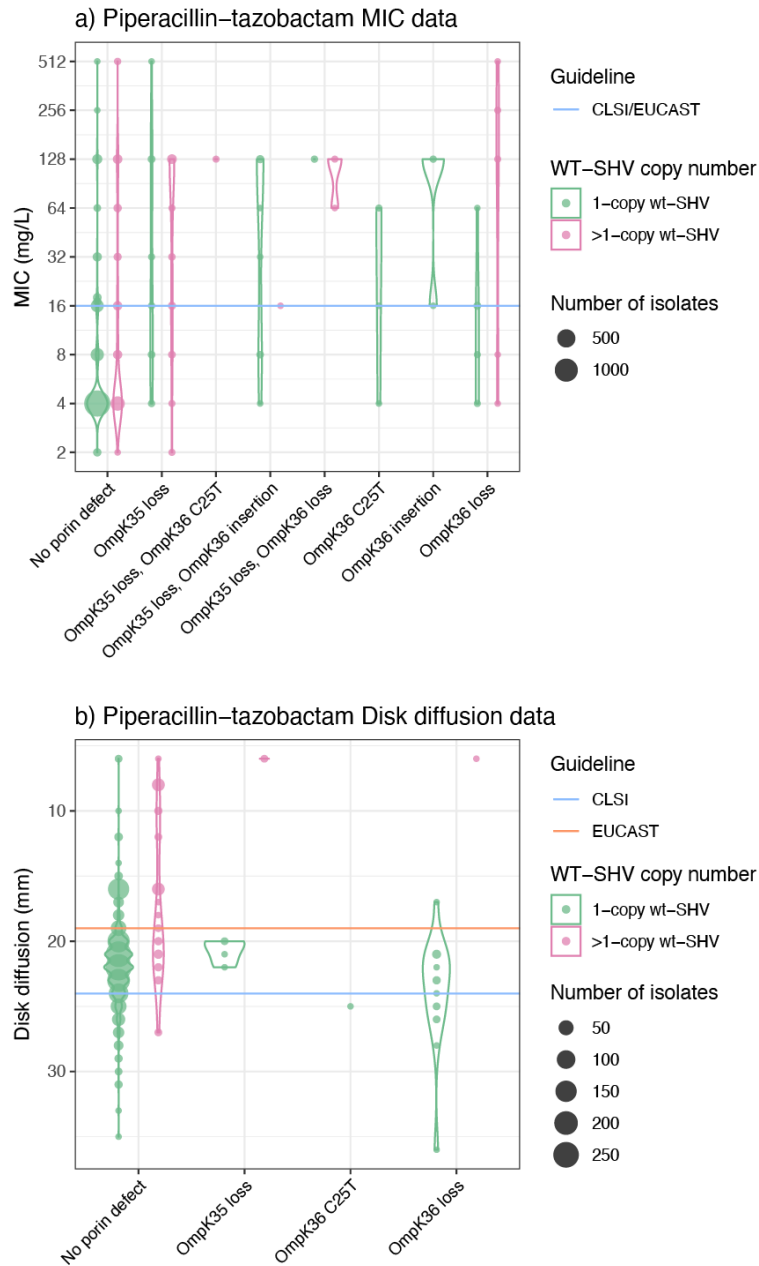 a) Piperacillin−tazobactam MIC data
MIC (mg/L)
512
256
128
64
32
16
8
4
2
No porin defect
OmpK35 loss
OmpK35 loss, OmpK36 C25T
OmpK35 loss, OmpK36 insertion
OmpK35 loss, OmpK36 loss
OmpK36 C25T
OmpK36 insertion
OmpK36 loss
Guideline
CLSI/EUCAST
WT−SHV copy number
1−copy wt−SHV
>1−copy wt−SHV
Number of isolates
500
1000
b) Piperacillin−tazobactam Disk diffusion data
Disk diffusion (mm)
10
20
30
No porin defect
OmpK35 loss
OmpK36 C25T
OmpK36 loss
Guideline
CLSI
EUCAST
WT−SHV copy number
1−copy wt−SHV
>1−copy wt−SHV
Number of isolates
50
100
150
200
250